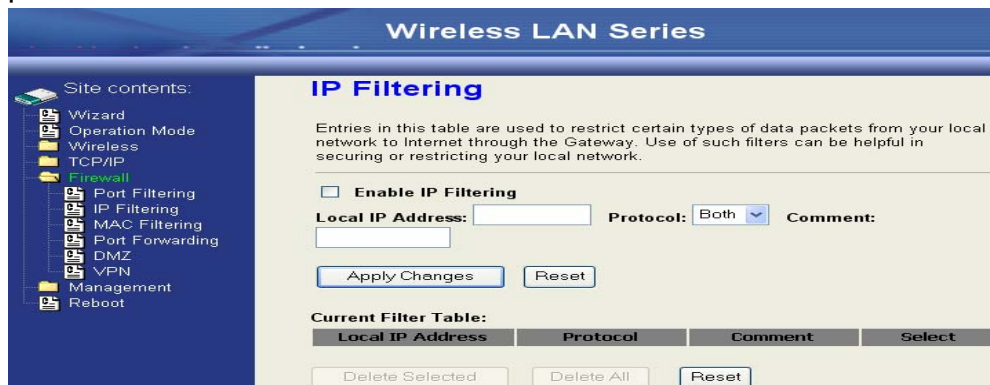 Wireless LAN Series
Site contents:
Wizard
Operation Mode
Wireless
TCP/IP
Firewall
Port Filtering
IP Filtering
MAC Filtering
Port Forwarding
DMZ
VPN
Management
Reboot
IP Filtering
Entries in this table are used to restrict certain types of data packets from your local
network to Internet through the Gateway. Use of such filters can be helpful in
securing or restricting your local network.
Enable IP Filtering
Local IP Address: Protocol: Both Comment:
Apply Changes Reset
Current Filter Table:
Local IP Address Protocol Comment Select
Delete Selected Delete All Reset